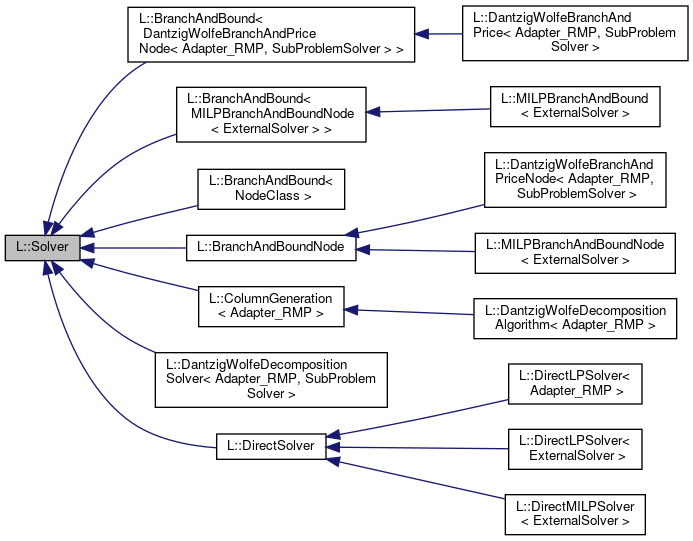 L::BranchAndBound<
DantzigWolfeBranchAndPrice
Node< Adapter_RMP, SubProblemSolver > >
L::DantzigWolfeBranchAnd
Price< Adapter_RMP, SubProblem
Solver >
L::BranchAndBound<
MILPBranchAndBoundNode
< ExternalSolver > >
L::MILPBranchAndBound
< ExternalSolver >
L::BranchAndBound<
NodeClass >
L::DantzigWolfeBranchAnd
PriceNode< Adapter_RMP,
SubProblemSolver >
L::Solver
L::BranchAndBoundNode
L::MILPBranchAndBoundNode
< ExternalSolver >
L::ColumnGeneration
< Adapter_RMP >
L::DantzigWolfeDecomposition
Algorithm< Adapter_RMP >
L::DantzigWolfeDecomposition
Solver< Adapter_RMP, SubProblem
Solver >
L::DirectLPSolver<
Adapter_RMP >
L::DirectSolver
L::DirectLPSolver<
ExternalSolver >
L::DirectMILPSolver
< ExternalSolver >